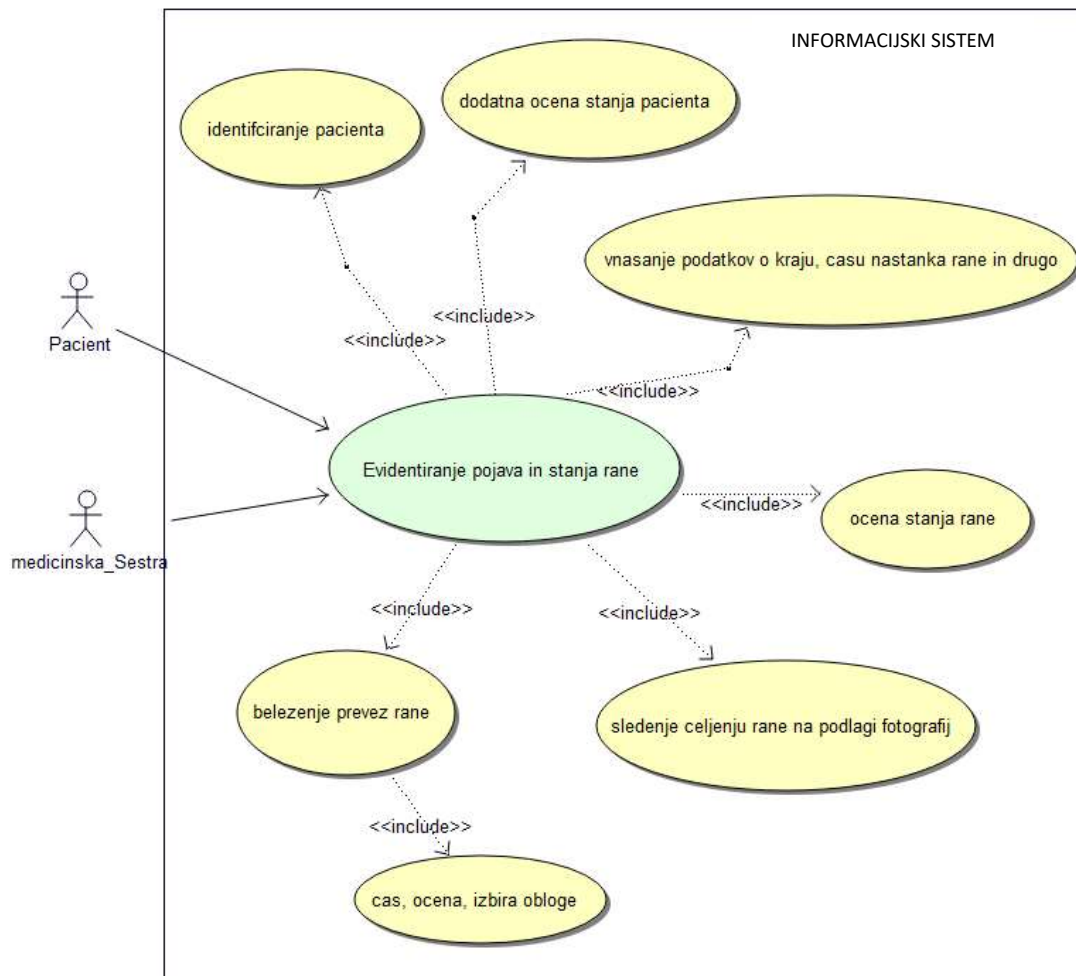 INFORMACIJSKI SISTEM
dodatna ocena stanja pacienta
identifciranje pacienta
vnasanje podatkov o kraju, casu nastanka rane in drugo
<<include>>
<<include>>
Pacient
<<include>>
Evidentiranje pojava in stanja rane
<<include>>
ocena stanja rane
medicinska_Sestra
<<include>>
<<include>>
belezenje prevez rane
sledenje celjenju rane na podlagi fotografij
<<include>>
cas, ocena, izbira obloge